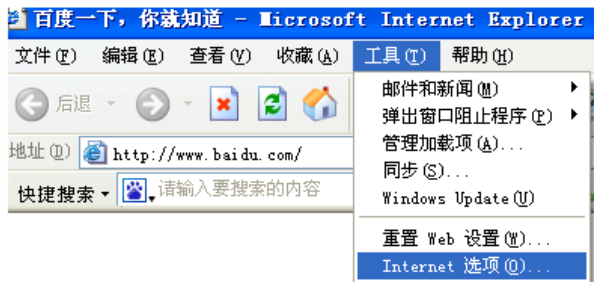 百度一下，你就知道 - Microsoft Internet Explorer
文件(F) 编辑(E) 查看(V) 收藏(A) 工具(T) 帮助(H)
后退
邮件和新闻(M)
弹出窗口阻止程序(P)
管理加载项(A)...
同步(S)...
Windows Update(U)
重置 Web 设置(W)...
Internet 选项(O)...
地址(D) http://www.baidu.com/
快捷搜索 请输入要搜索的内容